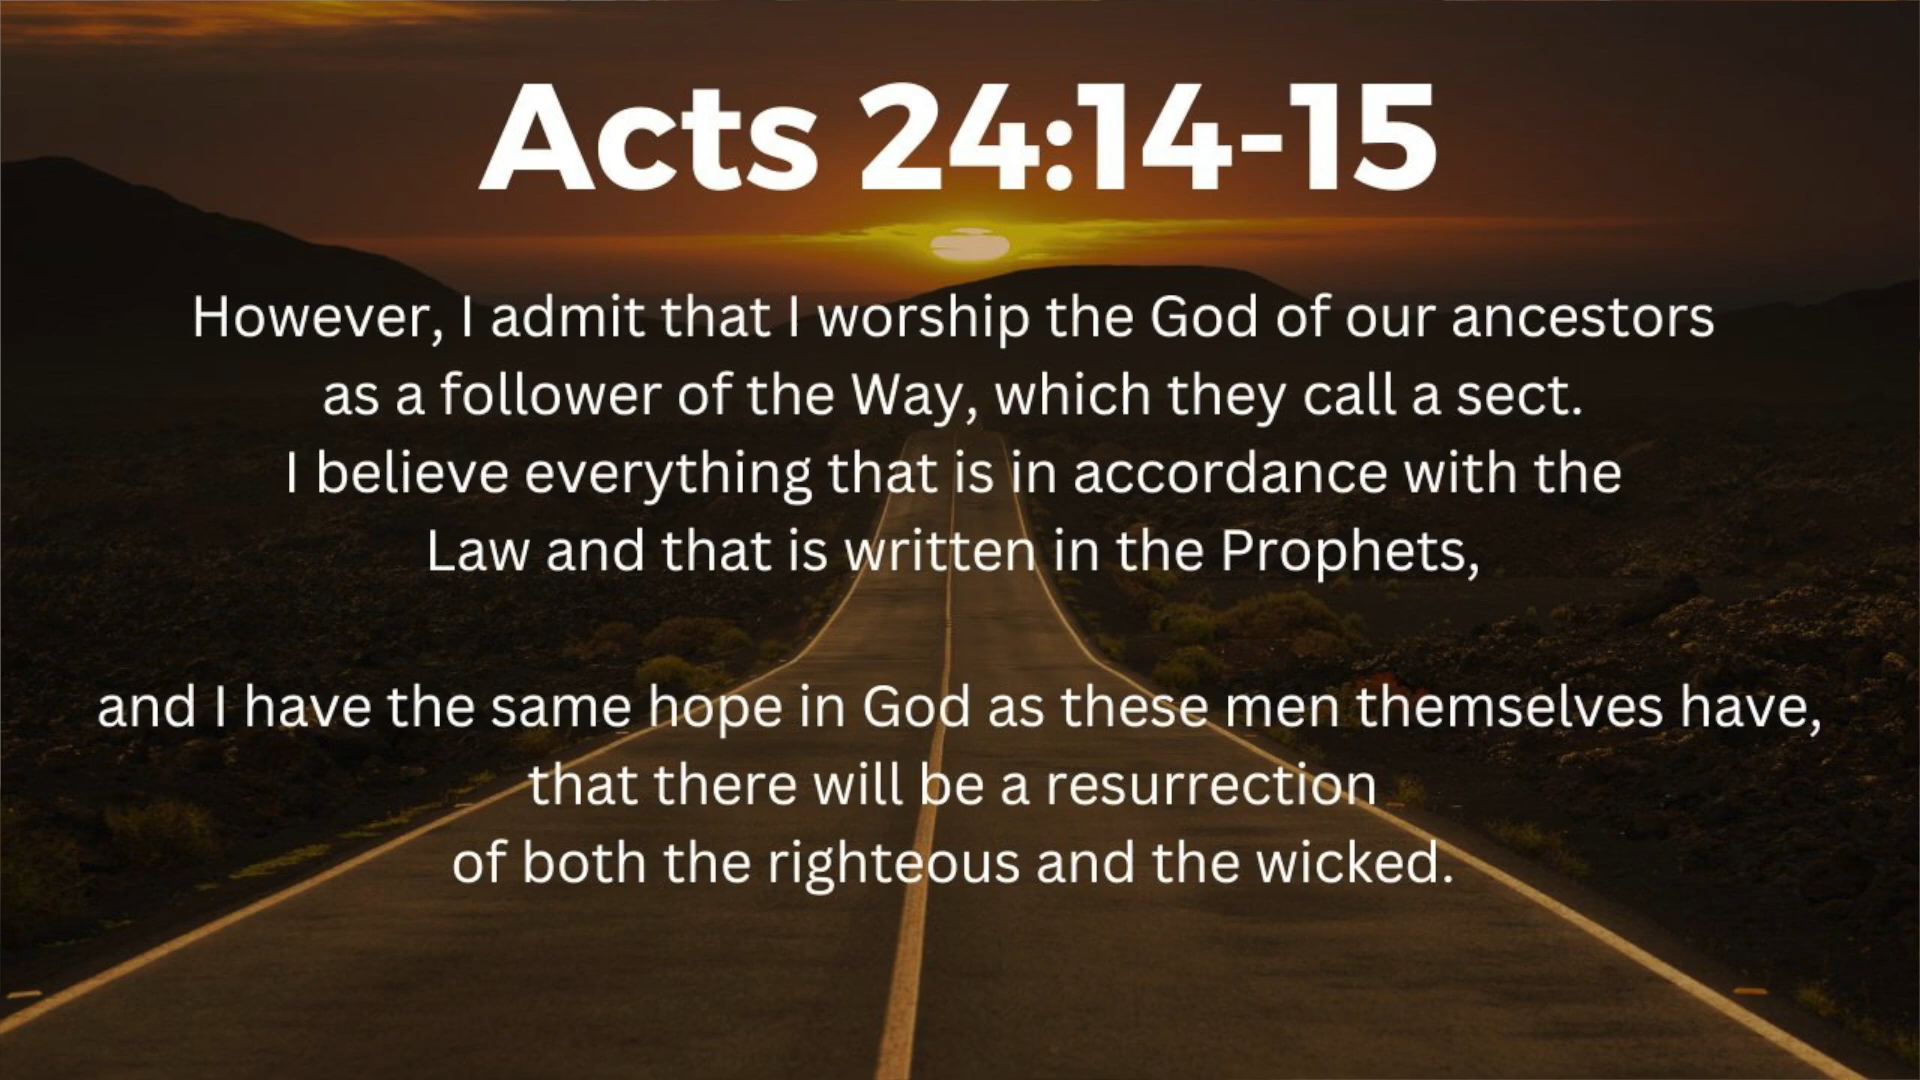 Acts 24:14-15
However, I admit that I worship the God of our ancestors
as a follower of the Way, which they call a sect.
I believe everything that is in accordance with the
Law and that is written in the Prophets,
and I have the same hope in God as these men themselves have,
that there will be a resurrection
of both the righteous and the wicked.